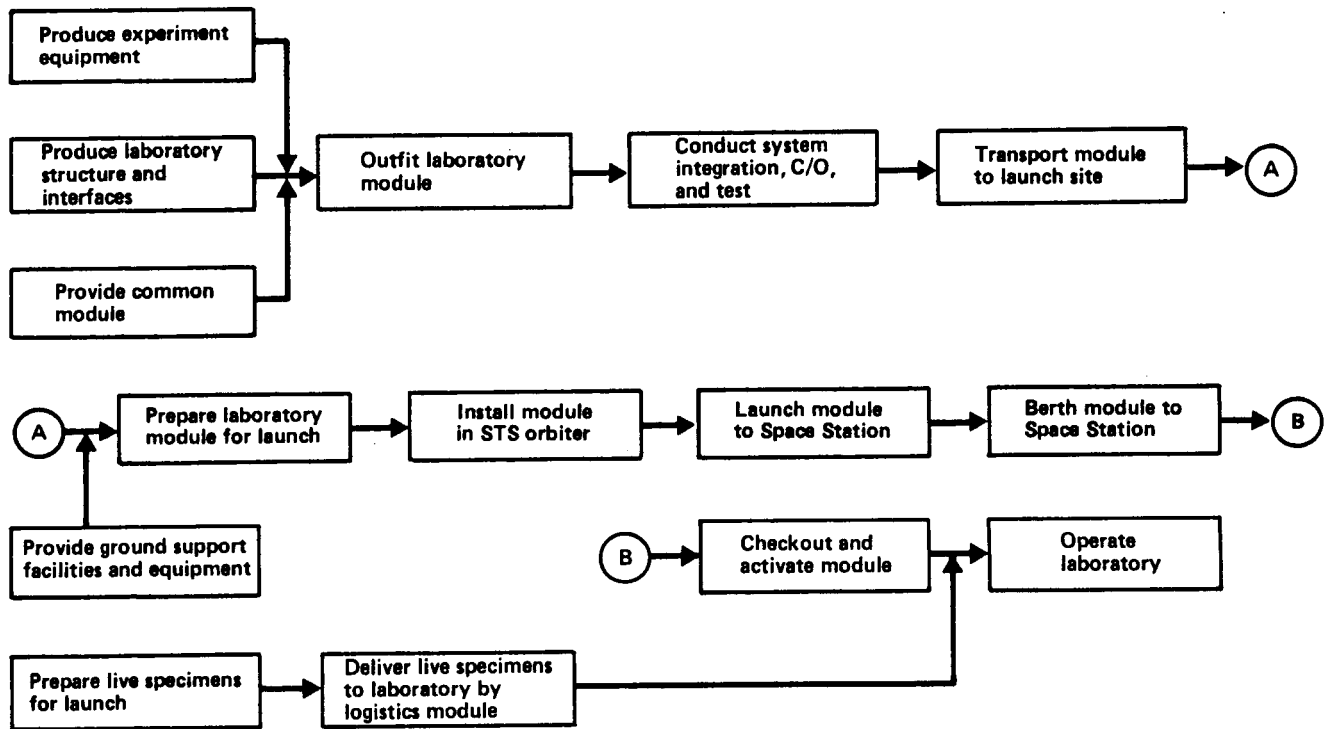 Produce experiment
equipment
Produce laboratory
structure and
interfaces
Provide common
module
Outfit laboratory
module
Conduct system
integration, C/O,
and test
Transport module
to launch site
A
A
Prepare laboratory
module for launch
Install module
in STS orbiter
Launch module
to Space Station
Berth module to
Space Station
B
Provide ground support
facilities and equipment
B
Checkout and
activate module
Operate
laboratory
Prepare live specimens
for launch
Deliver live specimens
to laboratory by
logistics module